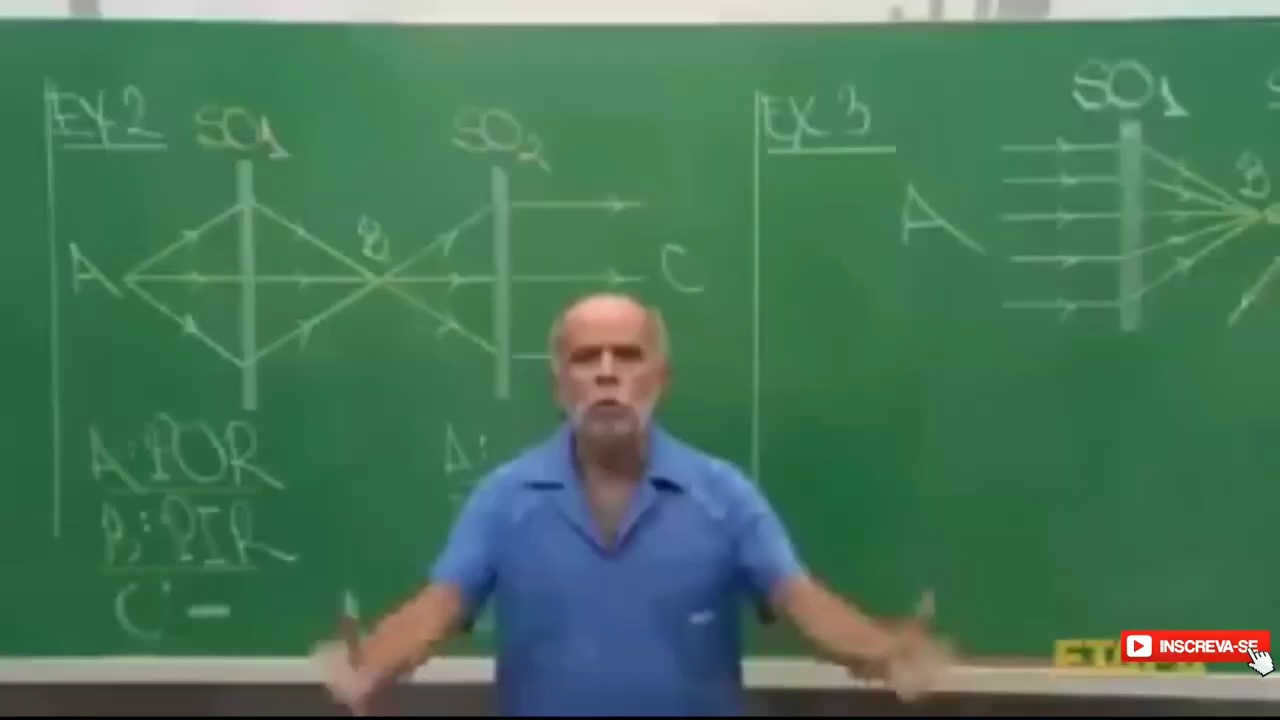 EX 2
SO1
SO2
A
B
C
A: POR
B: PIR
C: –
A:
EX 3
SO1
A
B
INSCREVA-SE